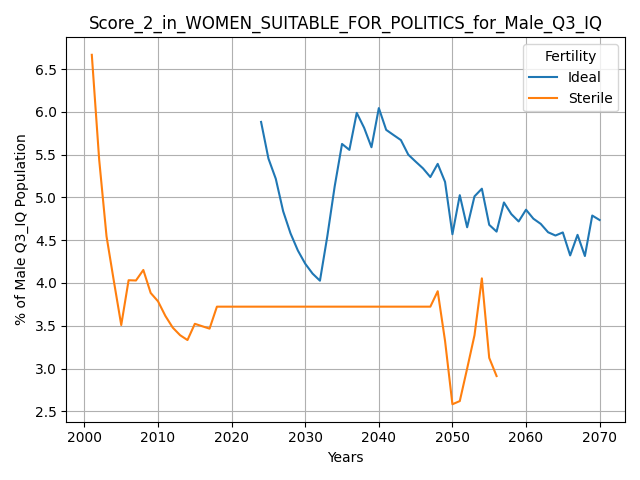 Score_2_in_WOMEN_SUITABLE_FOR_POLITICS_for_Male_Q3_IQ
Fertility
Ideal
Sterile
% of Male Q3_IQ Population
6.5
6.0
5.5
5.0
4.5
4.0
3.5
3.0
2.5
2000 2010 2020 2030 2040 2050 2060 2070
Years